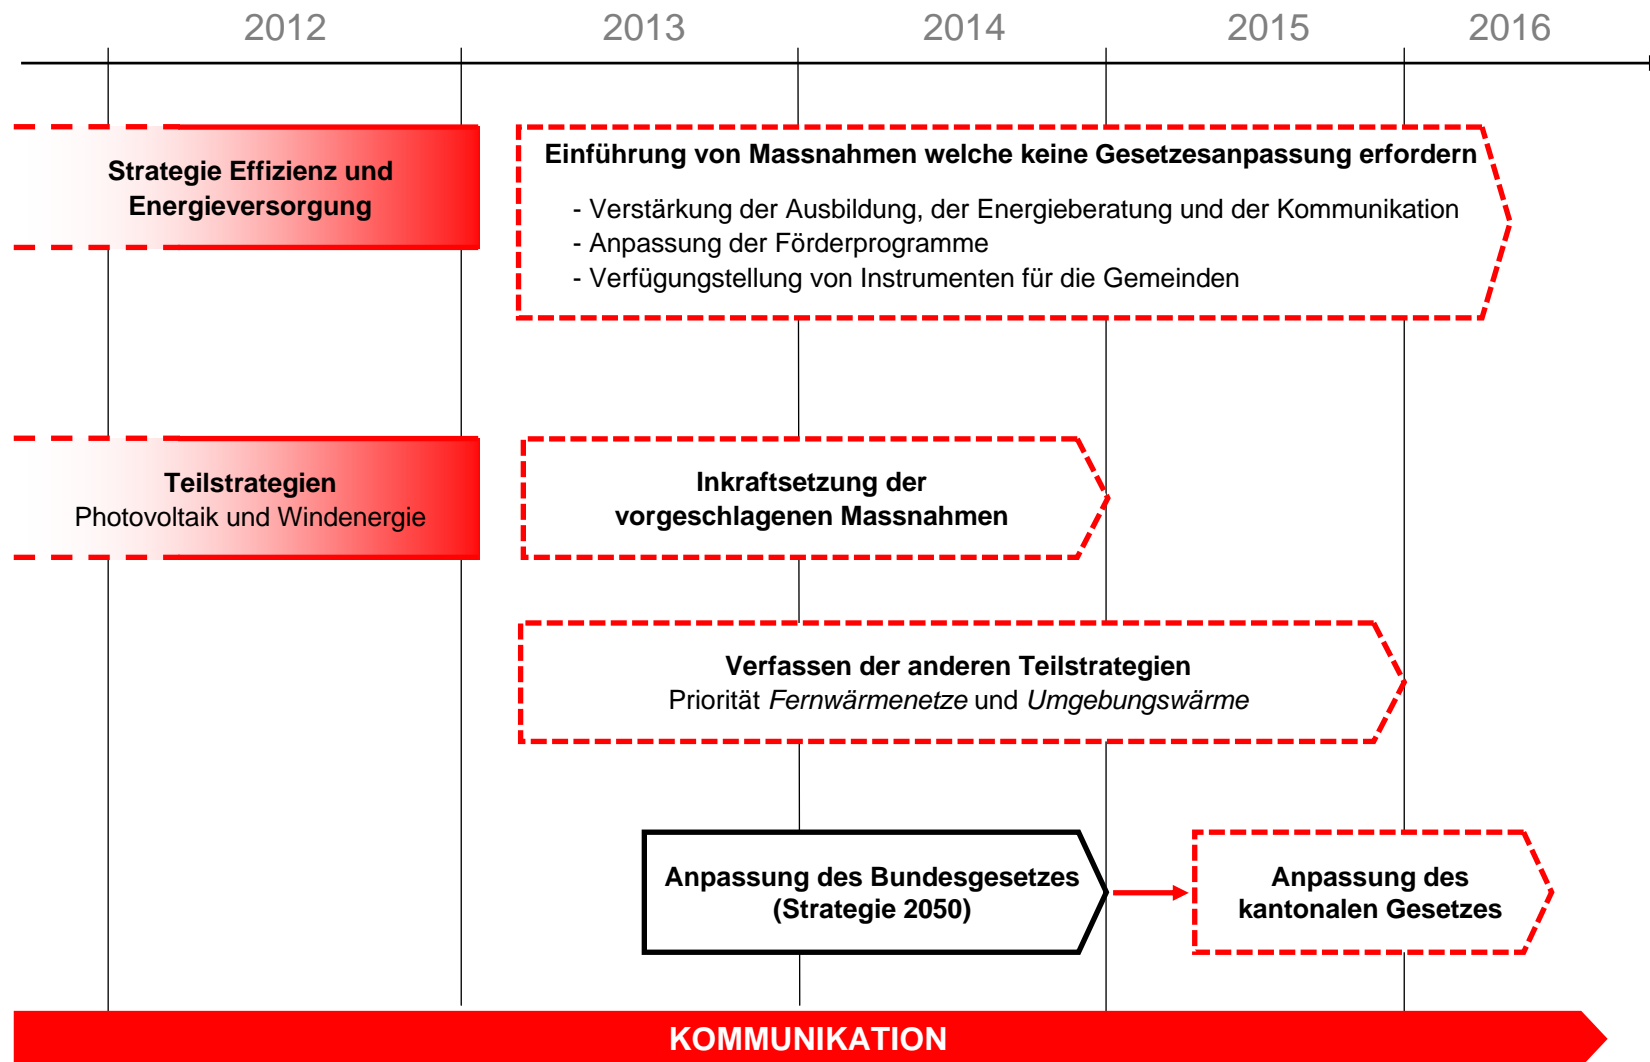 2012 2013 2014 2015 2016
Strategie Effizienz und
Energieversorgung
Einführung von Massnahmen welche keine Gesetzesanpassung erfordern
- Verstärkung der Ausbildung, der Energieberatung und der Kommunikation
- Anpassung der Förderprogramme
- Verfügungstellung von Instrumenten für die Gemeinden
Teilstrategien
Photovoltaik und Windenergie
Inkraftsetzung der
vorgeschlagenen Massnahmen
Verfassen der anderen Teilstrategien
Priorität Fernwärmenetze und Umgebungswärme
Anpassung des Bundesgesetzes
(Strategie 2050)
Anpassung des
kantonalen Gesetzes
KOMMUNIKATION